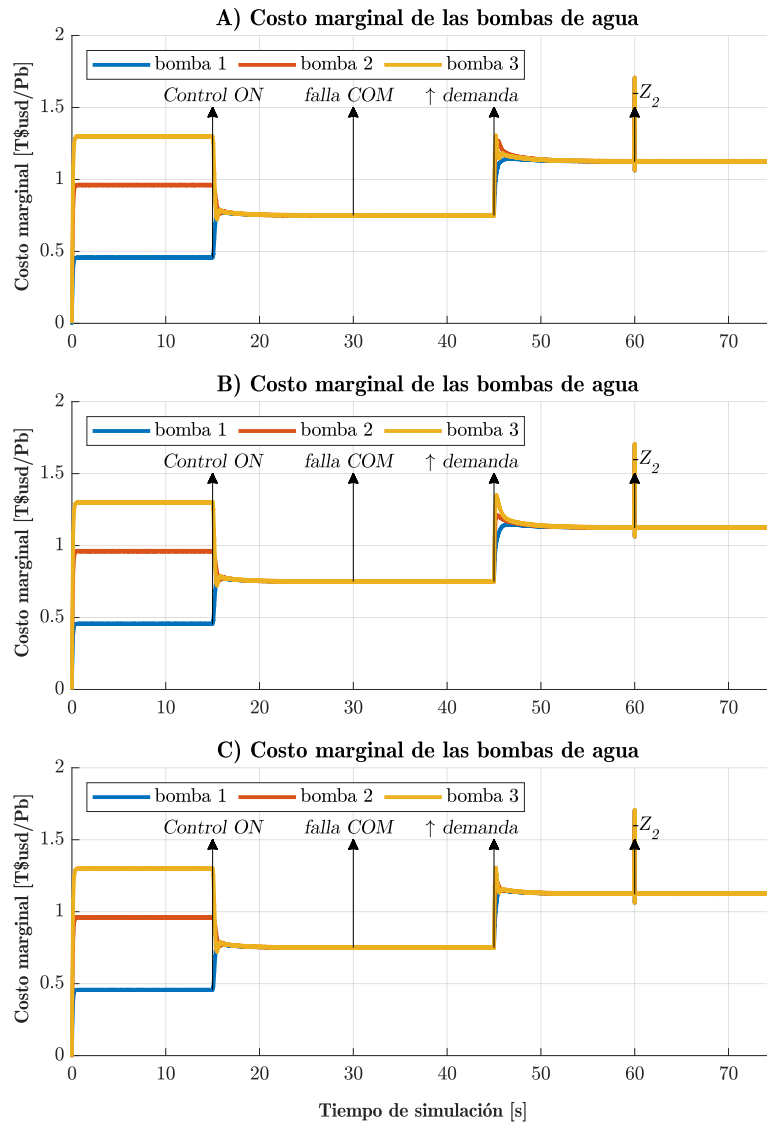 A) Costo marginal de las bombas de agua
Costo marginal [T$usd/Pb]
2
1.5
1
0.5
0
bomba 1 bomba 2 bomba 3
Control ON falla COM ↑ demanda -Z2
0 10 20 30 40 50 60 70
B) Costo marginal de las bombas de agua
Costo marginal [T$usd/Pb]
2
1.5
1
0.5
0
bomba 1 bomba 2 bomba 3
Control ON falla COM ↑ demanda -Z2
0 10 20 30 40 50 60 70
C) Costo marginal de las bombas de agua
Costo marginal [T$usd/Pb]
2
1.5
1
0.5
0
bomba 1 bomba 2 bomba 3
Control ON falla COM ↑ demanda -Z2
0 10 20 30 40 50 60 70
Tiempo de simulación [s]